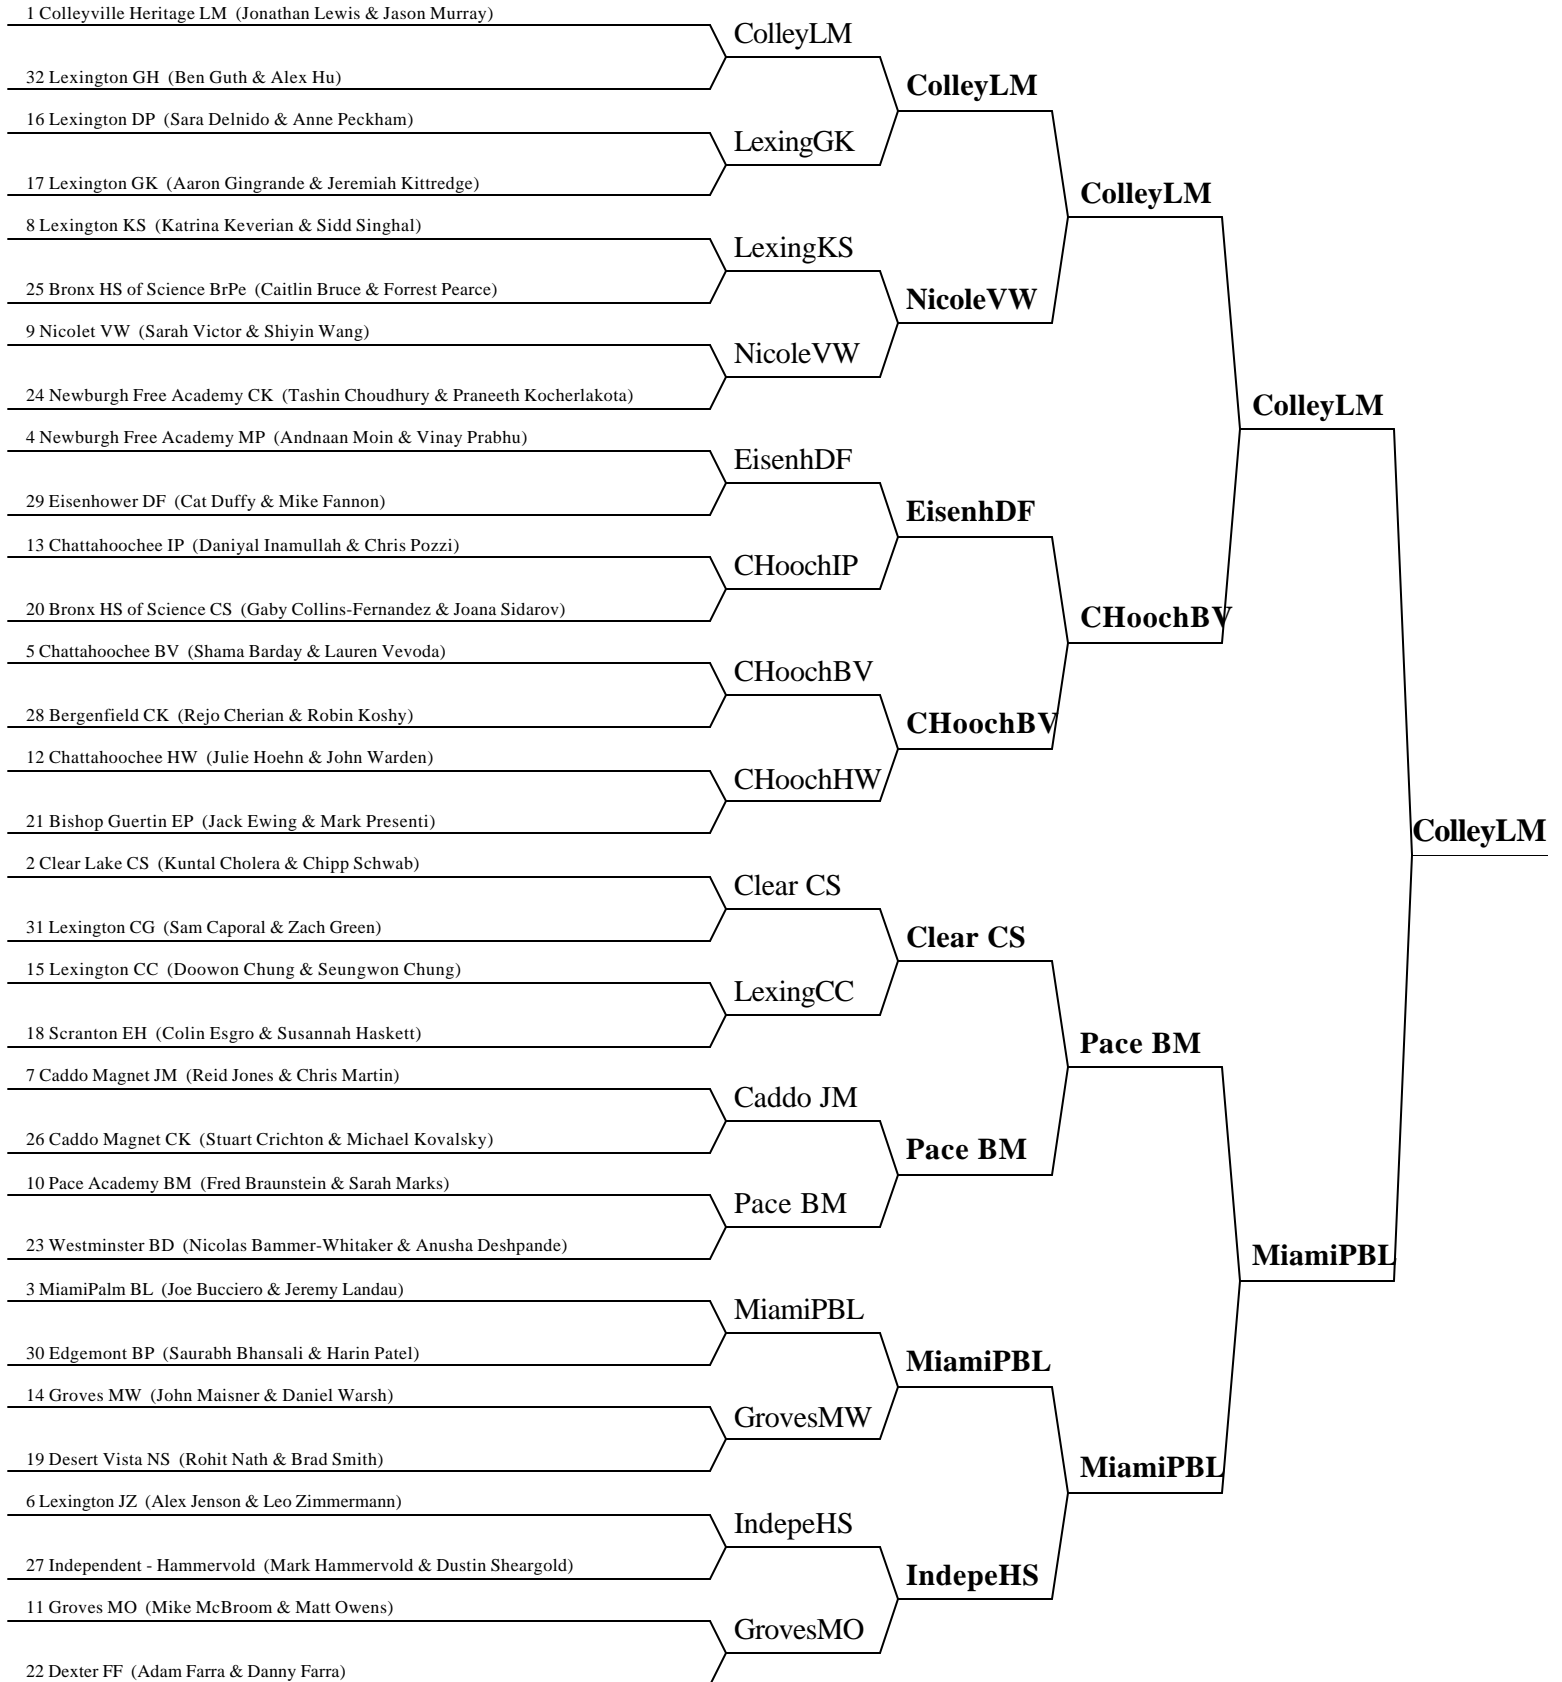 1 Colleyville Heritage LM (Jonathan Lewis & Jason Murray)
ColleyLM
32 Lexington GH (Ben Guth & Alex Hu)
ColleyLM
16 Lexington DP (Sara Delnido & Anne Peckham)
LexingGK
17 Lexington GK (Aaron Gingrande & Jeremiah Kittredge)
ColleyLM
8 Lexington KS (Katrina Keverian & Sidd Singhal)
LexingKS
25 Bronx HS of Science BrPe (Caitlin Bruce & Forrest Pearce)
NicoleVW
9 Nicolet VW (Sarah Victor & Shiyin Wang)
NicoleVW
24 Newburgh Free Academy CK (Tashin Choudhury & Praneeth Kocherlakota)
ColleyLM
4 Newburgh Free Academy MP (Andnaan Moin & Vinay Prabhu)
EisenhDF
29 Eisenhower DF (Cat Duffy & Mike Fannon)
EisenhDF
13 Chattahoochee IP (Daniyal Inamullah & Chris Pozzi)
CHoochIP
20 Bronx HS of Science CS (Gaby Collins-Fernandez & Joana Sidarov)
CHoochBV
5 Chattahoochee BV (Shama Barday & Lauren Vevoda)
CHoochBV
28 Bergenfield CK (Rejo Cherian & Robin Koshy)
CHoochBV
12 Chattahoochee HW (Julie Hoehn & John Warden)
CHoochHW
21 Bishop Guertin EP (Jack Ewing & Mark Presenti)
ColleyLM
2 Clear Lake CS (Kuntal Cholera & Chipp Schwab)
Clear CS
31 Lexington CG (Sam Caporal & Zach Green)
Clear CS
15 Lexington CC (Doowon Chung & Seungwon Chung)
LexingCC
18 Scranton EH (Colin Esgro & Susannah Haskett)
Pace BM
7 Caddo Magnet JM (Reid Jones & Chris Martin)
Caddo JM
26 Caddo Magnet CK (Stuart Crichton & Michael Kovalsky)
Pace BM
10 Pace Academy BM (Fred Braunstein & Sarah Marks)
Pace BM
23 Westminster BD (Nicolas Bammer-Whitaker & Anusha Deshpande)
MiamiPBL
3 MiamiPalm BL (Joe Bucciero & Jeremy Landau)
MiamiPBL
30 Edgemont BP (Saurabh Bhansali & Harin Patel)
MiamiPBL
14 Groves MW (John Maisner & Daniel Warsh)
GrovesMW
19 Desert Vista NS (Rohit Nath & Brad Smith)
MiamiPBL
6 Lexington JZ (Alex Jenson & Leo Zimmermann)
IndepeHS
27 Independent - Hammervold (Mark Hammervold & Dustin Sheargold)
IndepeHS
11 Groves MO (Mike McBroom & Matt Owens)
GrovesMO
22 Dexter FF (Adam Farra & Danny Farra)